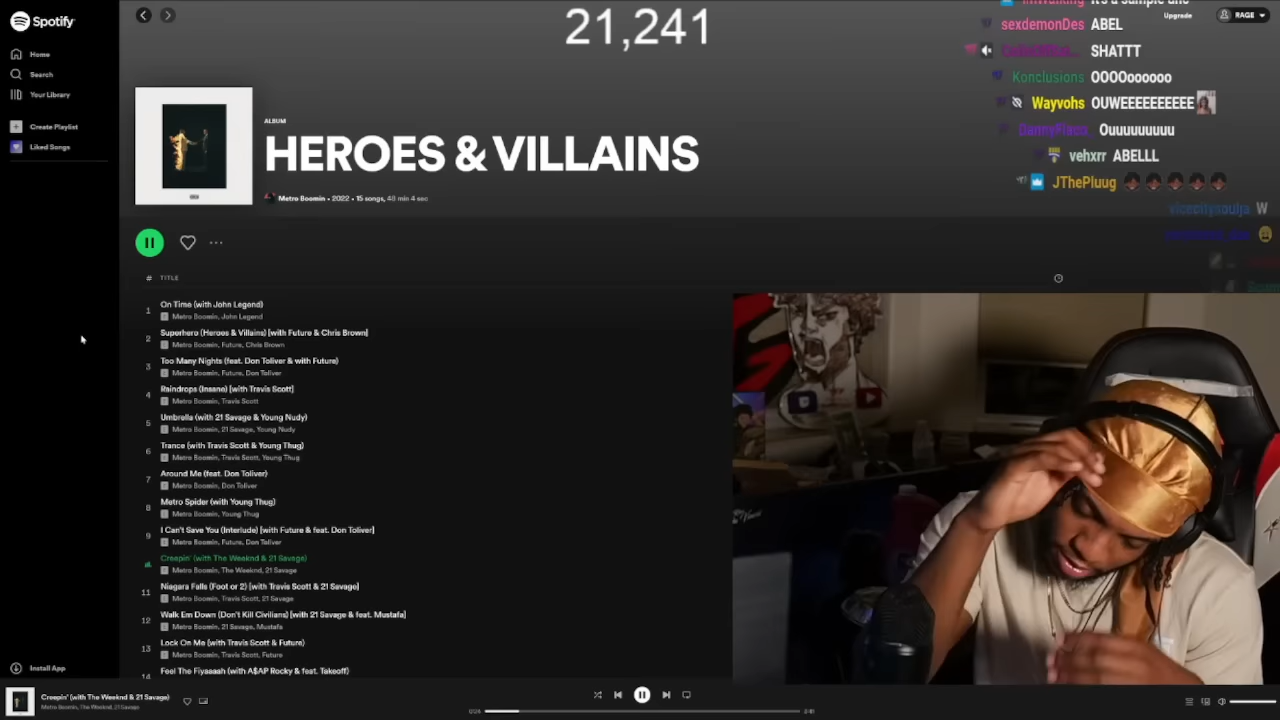 Spotify
Home
Search
Your Library
Create Playlist
Liked Songs
Install App
21,241
Upgrade
RAGE
ALBUM
HEROES & VILLAINS
Metro Boomin • 2022 • 15 songs, 48 min 4 sec
# TITLE
1 On Time (with John Legend)
Metro Boomin, John Legend
2 Superhero (Heroes & Villains) [with Future & Chris Brown]
Metro Boomin, Future, Chris Brown
3 Too Many Nights (feat. Don Toliver & with Future)
Metro Boomin, Future, Don Toliver
4 Raindrops (Insane) [with Travis Scott]
Metro Boomin, Travis Scott
5 Umbrella (with 21 Savage & Young Nudy)
Metro Boomin, 21 Savage, Young Nudy
6 Trance (with Travis Scott & Young Thug)
Metro Boomin, Travis Scott, Young Thug
7 Around Me (feat. Don Toliver)
Metro Boomin, Don Toliver
8 Metro Spider (with Young Thug)
Metro Boomin, Young Thug
9 I Can't Save You (Interlude) [with Future & feat. Don Toliver]
Metro Boomin, Future, Don Toliver
Creepin' (with The Weeknd & 21 Savage)
Metro Boomin, The Weeknd, 21 Savage
11 Niagara Falls (Foot or 2) [with Travis Scott & 21 Savage]
Metro Boomin, Travis Scott, 21 Savage
12 Walk Em Down (Don't Kill Civilians) [with 21 Savage & feat. Mustafa]
Metro Boomin, 21 Savage, Mustafa
13 Lock On Me (with Travis Scott & Future)
Metro Boomin, Travis Scott, Future
14 Feel The Fiyaaaah (with A$AP Rocky & feat. Takeoff)
sexdemonDes ABEL
SHATTT
Konclusions OOOOoooooo
Wayvohs OUWEEEEEEEEEE
Ouuuuuuuuu
vehxrr ABELLL
JThePluug
W
Creepin' (with The Weeknd & 21 Savage)
Metro Boomin, The Weeknd, 21 Savage